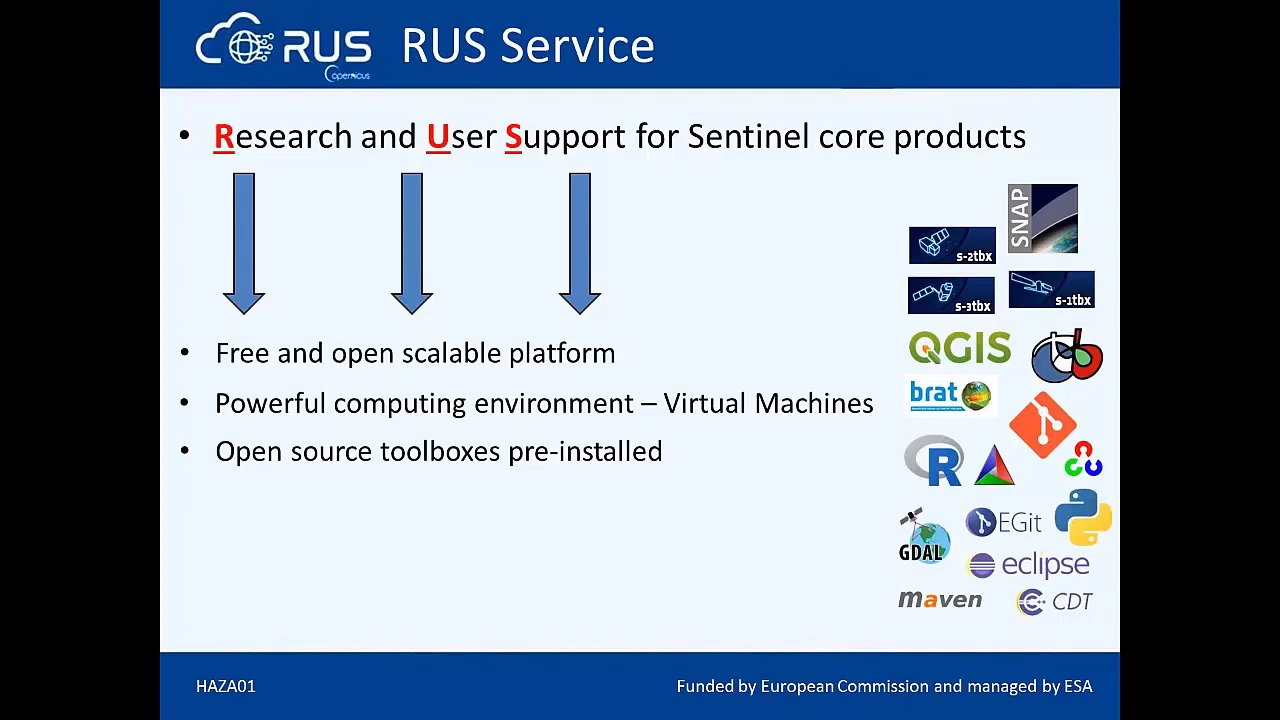 RUS
Copernicus
RUS Service
• Research and User Support for Sentinel core products
SNAP
s-2tbx
s-3tbx
s-1tbx
QGIS
brat
R
GDAL
EGit
eclipse
maven
CDT
• Free and open scalable platform
• Powerful computing environment – Virtual Machines
• Open source toolboxes pre-installed
HAZA01
Funded by European Commission and managed by ESA